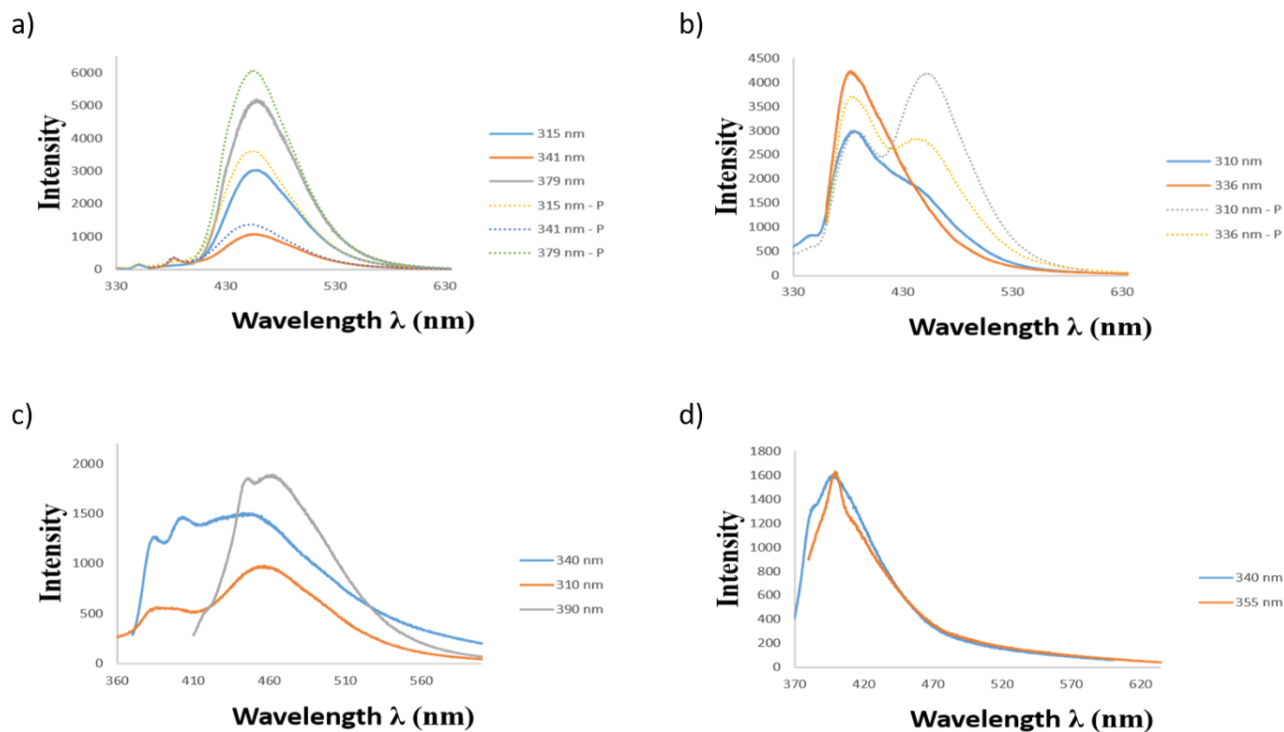 a)
6000
5000
4000
3000
2000
1000
0
330 430 530 630
Intensity
Wavelength λ (nm)
315 nm
341 nm
379 nm
315 nm - P
341 nm - P
379 nm - P
b)
4500
4000
3500
3000
2500
2000
1500
1000
500
0
330 430 530 630
Intensity
Wavelength λ (nm)
310 nm
336 nm
310 nm - P
336 nm - P
c)
2000
1500
1000
500
0
360 410 460 510 560
Intensity
Wavelength λ (nm)
340 nm
310 nm
390 nm
d)
1800
1600
1400
1200
1000
800
600
400
200
0
370 420 470 520 570 620
Intensity
Wavelength λ (nm)
340 nm
355 nm